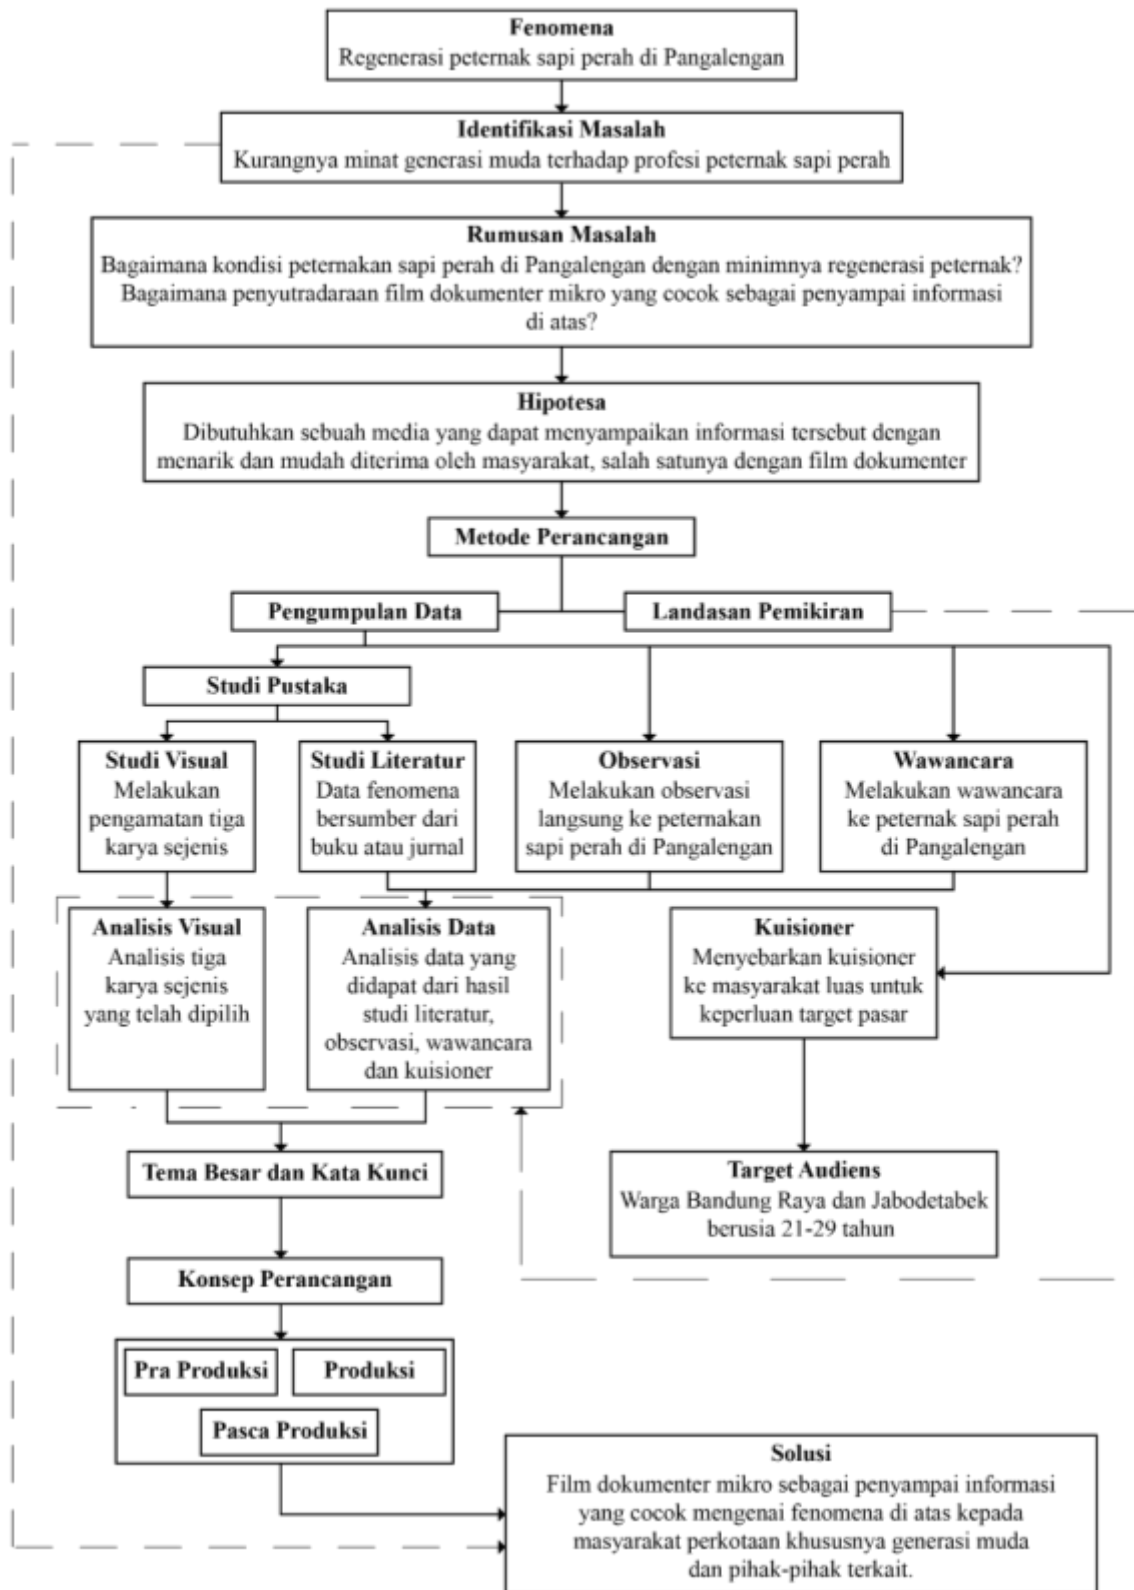 Fenomena
Regenerasi peternak sapi perah di Pangalengan
Identifikasi Masalah
Kurangnya minat generasi muda terhadap profesi peternak sapi perah
Rumusan Masalah
Bagaimana kondisi peternakan sapi perah di Pangalengan dengan minimnya regenerasi peternak?
Bagaimana penyutradaraan film dokumenter mikro yang cocok sebagai penyampai informasi
di atas?
Hipotesa
Dibutuhkan sebuah media yang dapat menyampaikan informasi tersebut dengan
menarik dan mudah diterima oleh masyarakat, salah satunya dengan film dokumenter
Metode Perancangan
Pengumpulan Data
Landasan Pemikiran
Studi Pustaka
Studi Visual
Melakukan
pengamatan tiga
karya sejenis
Studi Literatur
Data fenomena
bersumber dari
buku atau jurnal
Observasi
Melakukan observasi
langsung ke peternakan
sapi perah di Pangalengan
Wawancara
Melakukan wawancara
ke peternak sapi perah
di Pangalengan
Analisis Visual
Analisis tiga
karya sejenis
yang telah dipilih
Analisis Data
Analisis data yang
didapat dari hasil
studi literatur,
observasi, wawancara
dan kuisioner
Kuisioner
Menyebarkan kuisioner
ke masyarakat luas untuk
keperluan target pasar
Tema Besar dan Kata Kunci
Target Audiens
Warga Bandung Raya dan Jabodetabek
berusia 21-29 tahun
Konsep Perancangan
Pra Produksi
Produksi
Pasca Produksi
Solusi
Film dokumenter mikro sebagai penyampai informasi
yang cocok mengenai fenomena di atas kepada
masyarakat perkotaan khususnya generasi muda
dan pihak-pihak terkait.